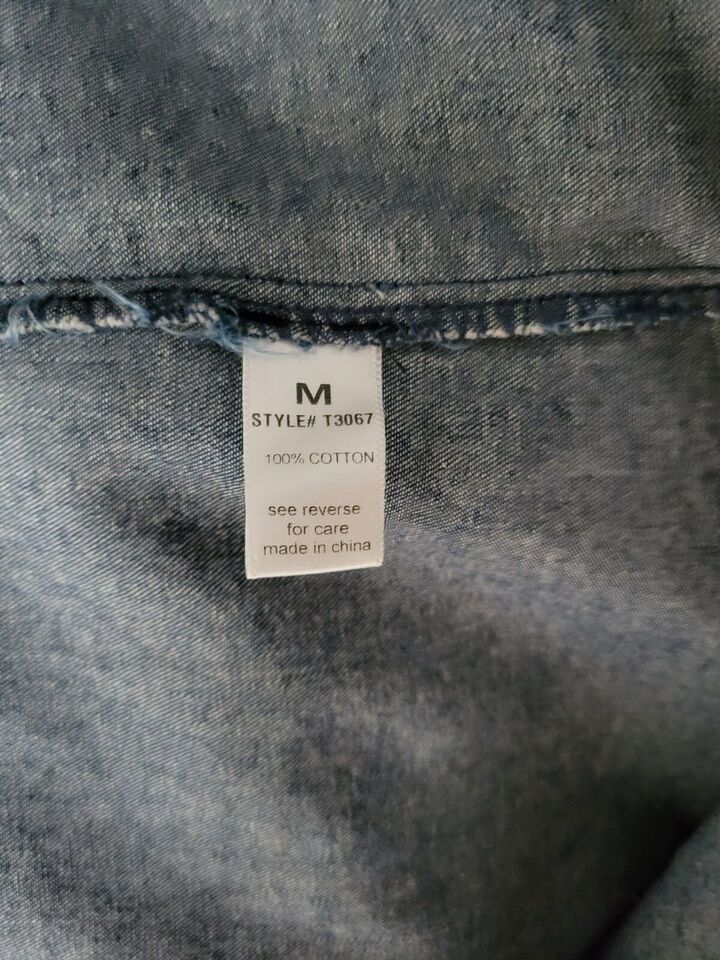 M
STYLE# T3067
100% COTTON
see reverse
for care
made in china